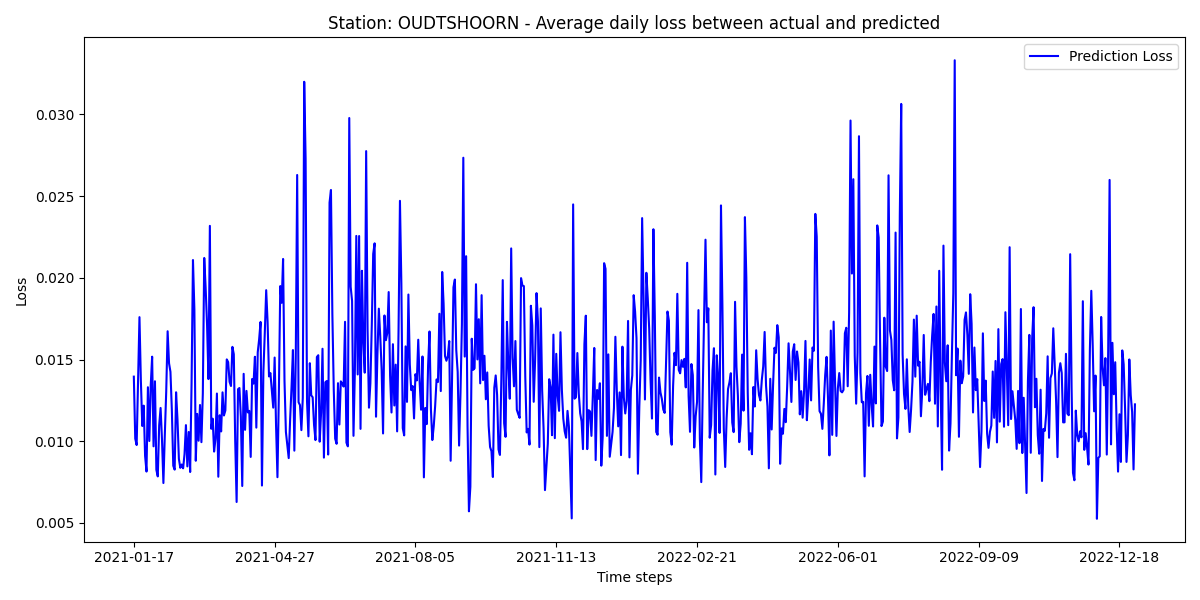 Station: OUDTSHOORN - Average daily loss between actual and predicted
Prediction Loss
0.030
0.025
0.020
0.015
0.010
0.005
Loss
2021-01-17 2021-04-27 2021-08-05 2021-11-13 2022-02-21 2022-06-01 2022-09-09 2022-12-18
Time steps